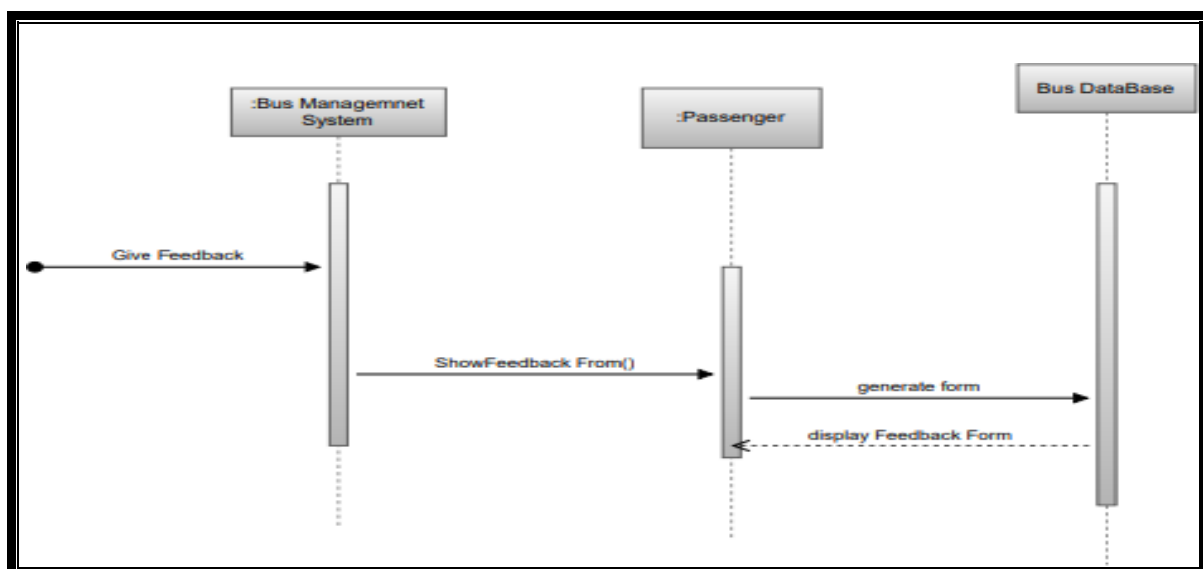 :Bus Managemnet
System
:Passenger
Bus DataBase
Give Feedback
ShowFeedback From()
generate form
display Feedback Form